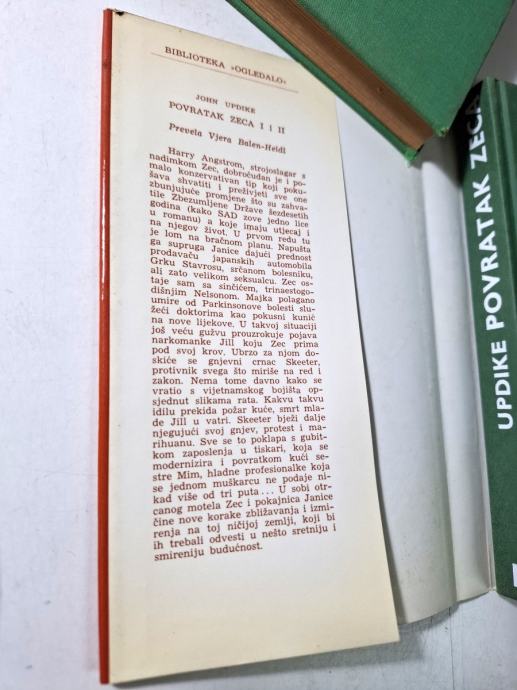 BIBLIOTEKA »OGLEDALO«
JOHN UPDIKE
POVRATAK ZECA I i II
Prevela Vjera Balen-Heidl
Harry Angstrom, strojoslagar s
nadimkom Zec, dobroćudan je i po-
malo konzervativan tip koji poku-
šava shvatiti i preživjeti sve one
zbunjujuće promjene što su zahva-
tile Zbezumljene Države šezdesetih
godina (kako SAD zove jedno lice
u romanu) a koje imaju utjecaj i
na njegov život. U prvom redu tu
je lom na bračnom planu. Napušta
ga supruga Janice dajući prednost
prodavaču japanskih automobila
Grku Stavrosu, srčanom bolesniku,
ali zato velikom seksualcu. Zec os-
taje sam sa sinčićem, trinaestogo-
dišnjim Nelsonom. Majka polagano
umire od Parkinsonove bolesti slu-
žeći doktorima kao pokusni kunić
na nove lijekove. U takvoj situaciji
još veću gužvu prouzrokuje pojava
narkomanke Jill koju Zec prima
pod svoj krov. Ubrzo za njom do-
skiće se gnjevni crnac Skeeter,
protivnik svega što miriše na red i
zakon. Nema tome davno kako se
vratio s vijetnamskog bojišta op-
sjednut slikama rata. Kakvu takvu
idilu prekida požar kuće, smrt mla-
de Jill u vatri. Skeeter bježi dalje
njegujući svoj gnjev, protest i ma-
rihuanu. Sve se to poklapa s gubit-
kom zaposlenja u tiskari, koja se
modernizira i povratkom kući se-
stre Mim, hladne profesionalke koja
se jednom muškarcu ne podaje ni-
kad više od tri puta... U sobi otr-
canog motela Zec i pokajnica Janice
čine nove korake zbližavanja i izmi-
renja na toj ničijoj zemlji, koji bi
ih trebali odvesti u nešto sretniju i
smireniju budućnost.
UPDIKE POVRATAK ZECA